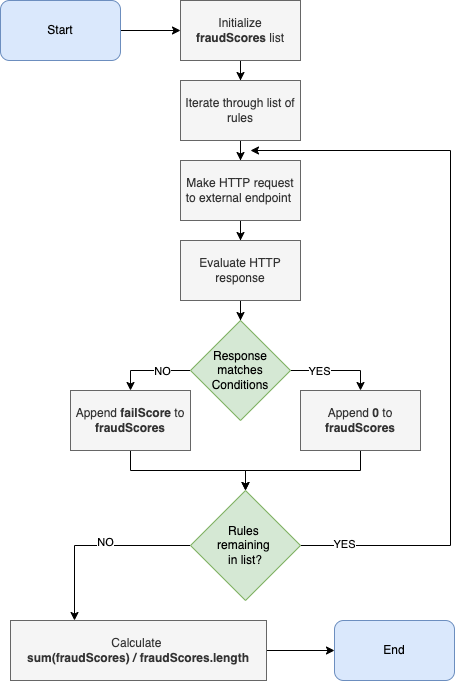 Start
Initialize
fraudScores list
Iterate through list of
rules
Make HTTP request
to external endpoint
Evaluate HTTP
response
Response
matches
Conditions
NO
YES
Append failScore to
fraudScores
Append 0 to
fraudScores
Rules
remaining
in list?
NO
YES
Calculate
sum(fraudScores) / fraudScores.length
End